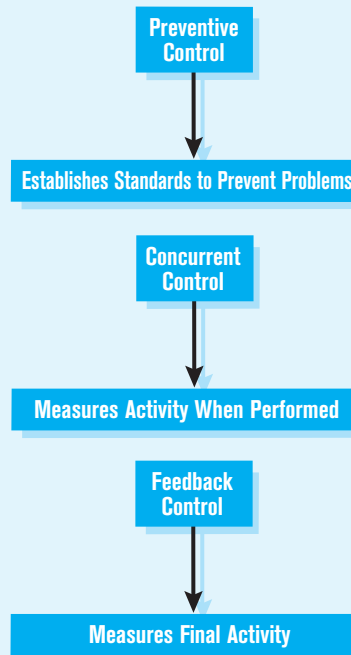 Preventive
Control
Establishes Standards to Prevent Problems
Concurrent
Control
Measures Activity When Performed
Feedback
Control
Measures Final Activity